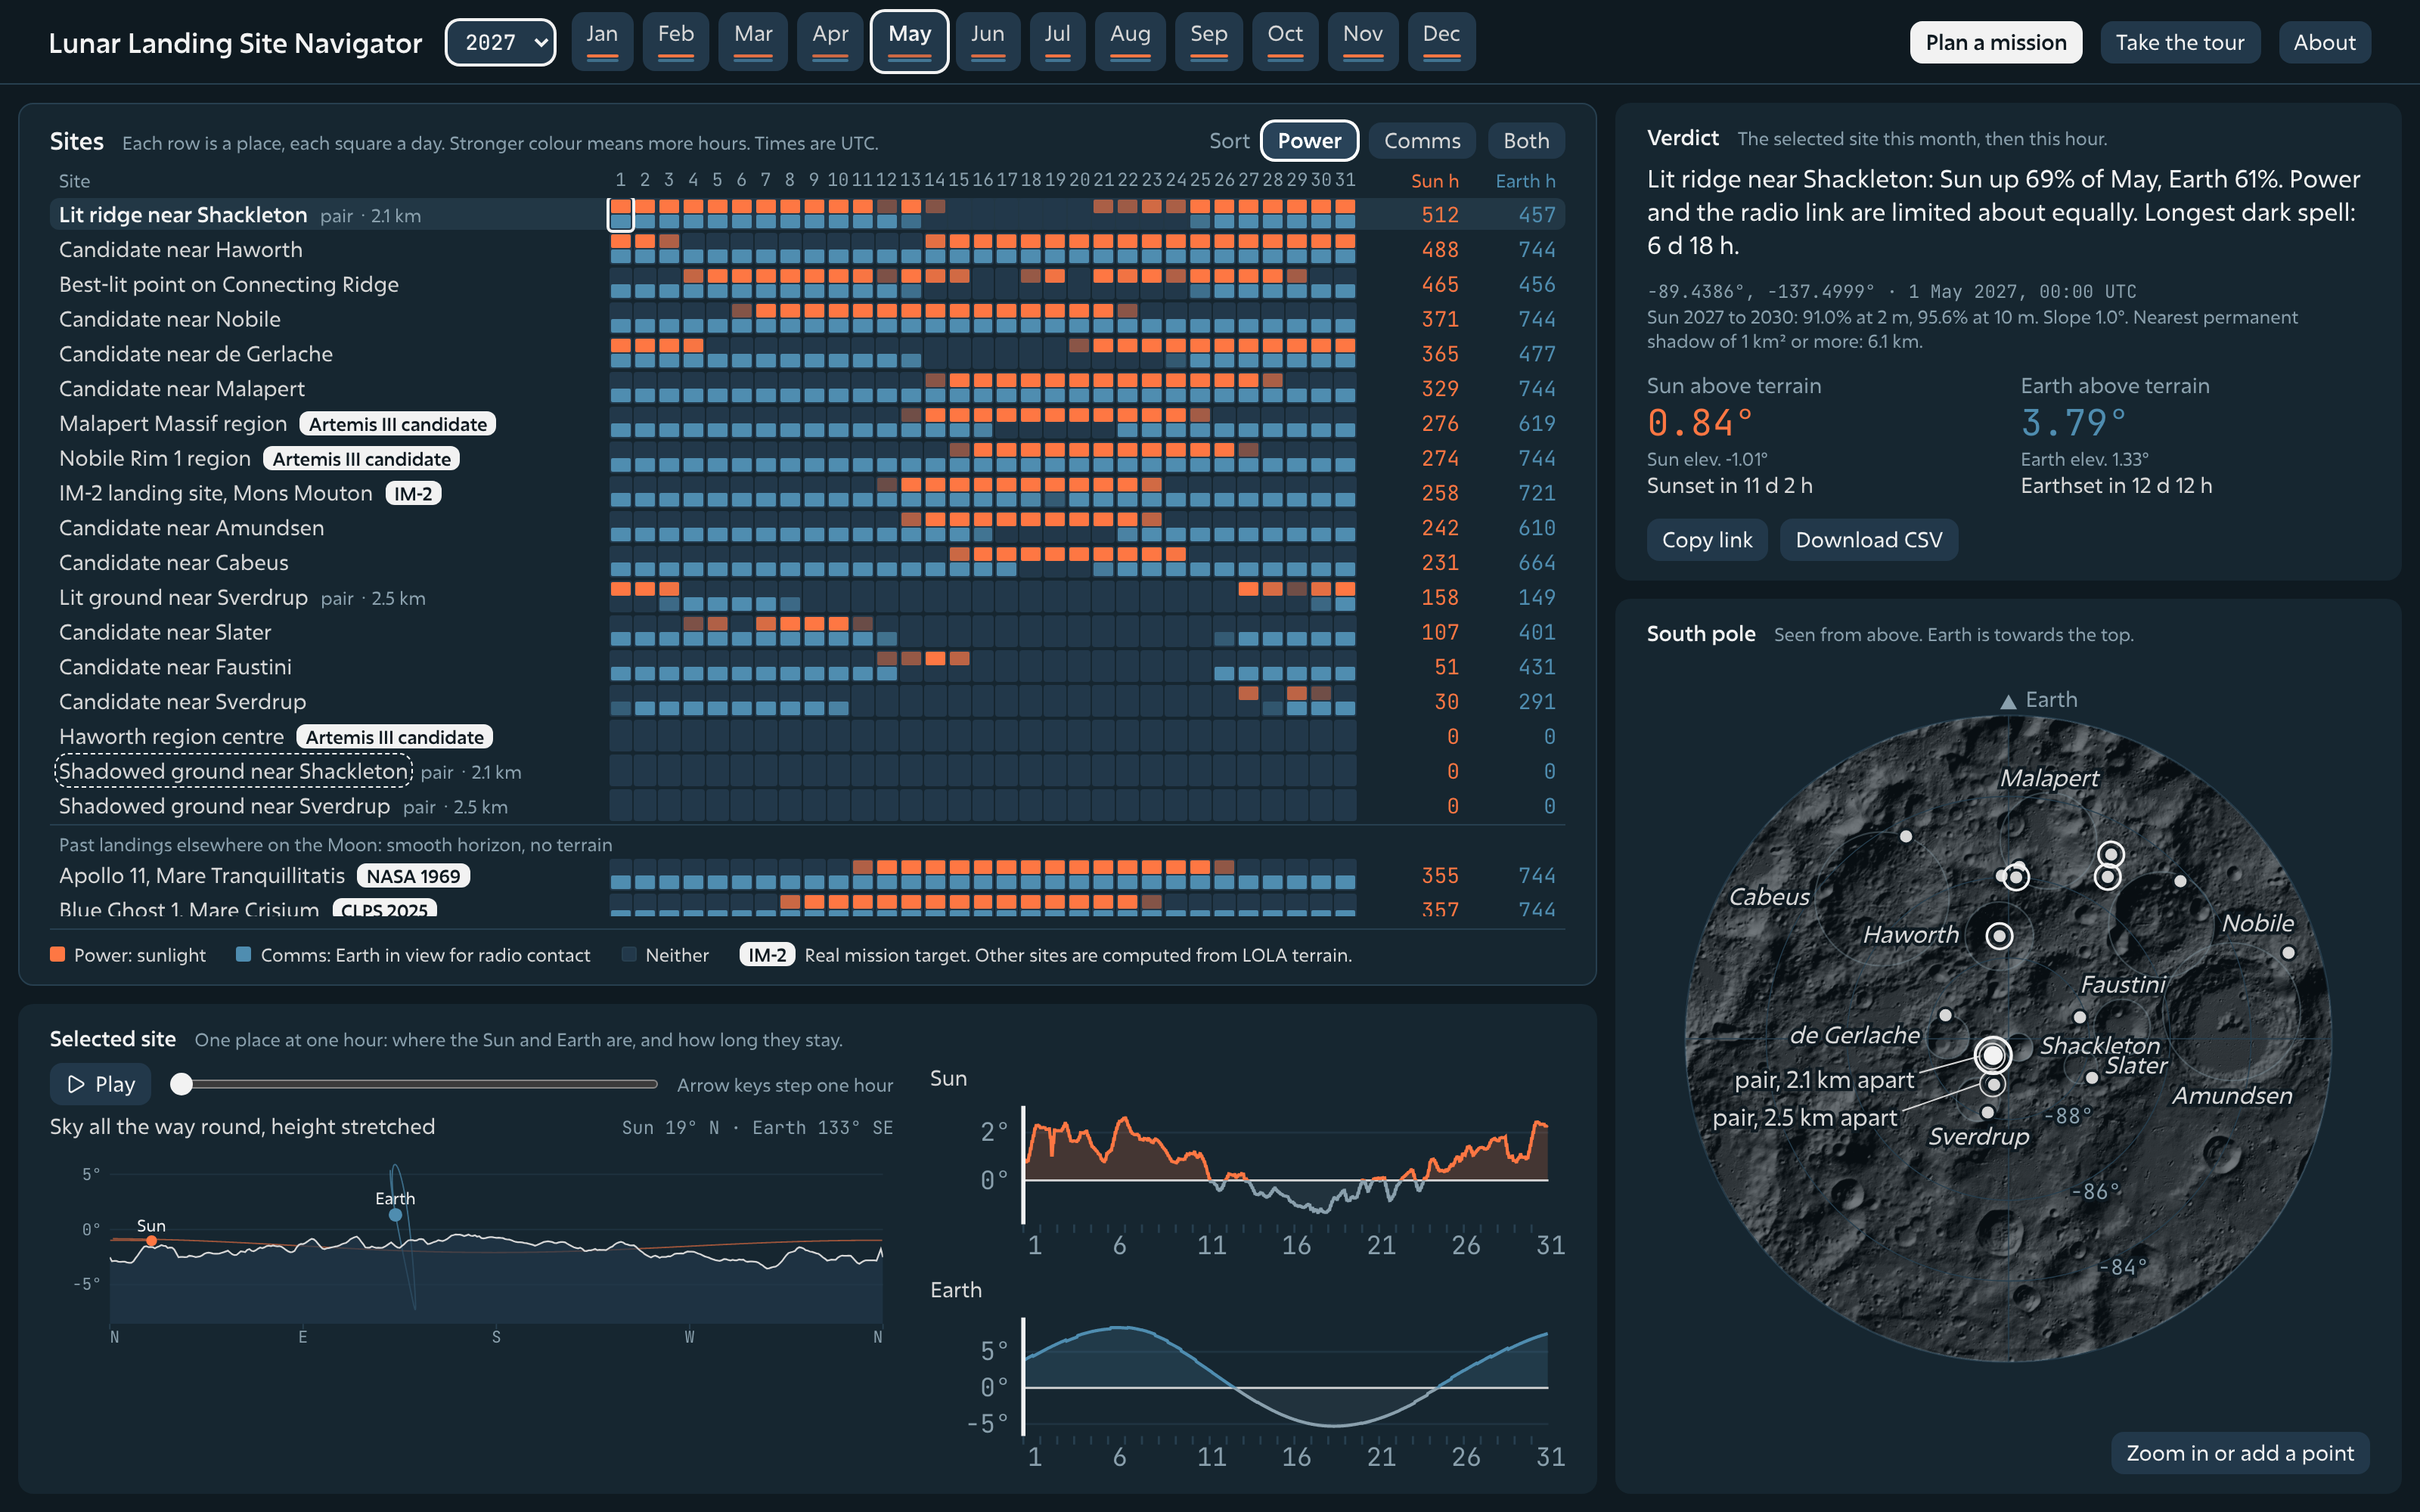 Lunar Landing Site Navigator 2027 Jan Feb Mar Apr May Jun Jul Aug Sep Oct Nov Dec Plan a mission Take the tour About
Sites Each row is a place, each square a day. Stronger colour means more hours. Times are UTC. Sort Power Comms Both
Site 1 2 3 4 5 6 7 8 9 10 11 12 13 14 15 16 17 18 19 20 21 22 23 24 25 26 27 28 29 30 31 Sun h Earth h
Lit ridge near Shackleton pair · 2.1 km 512 457
Candidate near Haworth 488 744
Best-lit point on Connecting Ridge 465 456
Candidate near Nobile 371 744
Candidate near de Gerlache 365 477
Candidate near Malapert 329 744
Malapert Massif region Artemis III candidate 276 619
Nobile Rim 1 region Artemis III candidate 274 744
IM-2 landing site, Mons Mouton IM-2 258 721
Candidate near Amundsen 242 610
Candidate near Cabeus 231 664
Lit ground near Sverdrup pair · 2.5 km 158 149
Candidate near Slater 107 401
Candidate near Faustini 51 431
Candidate near Sverdrup 30 291
Haworth region centre Artemis III candidate 0 0
Shadowed ground near Shackleton pair · 2.1 km 0 0
Shadowed ground near Sverdrup pair · 2.5 km 0 0
Past landings elsewhere on the Moon: smooth horizon, no terrain
Apollo 11, Mare Tranquillitatis NASA 1969 355 744
Blue Ghost 1, Mare Crisium CLPS 2025 357 744
Power: sunlight Comms: Earth in view for radio contact Neither IM-2 Real mission target. Other sites are computed from LOLA terrain.
Selected site One place at one hour: where the Sun and Earth are, and how long they stay.
Play Arrow keys step one hour
Sky all the way round, height stretched Sun 19° N · Earth 133° SE
5°
Earth
Sun
0°
-5°
N E S W N
Sun
2°
0°
1 6 11 16 21 26 31
Earth
5°
0°
-5°
1 6 11 16 21 26 31
Verdict The selected site this month, then this hour.
Lit ridge near Shackleton: Sun up 69% of May, Earth 61%. Power
and the radio link are limited about equally. Longest dark spell:
6 d 18 h.
-89.4386°, -137.4999° · 1 May 2027, 00:00 UTC
Sun 2027 to 2030: 91.0% at 2 m, 95.6% at 10 m. Slope 1.0°. Nearest permanent
shadow of 1 km² or more: 6.1 km.
Sun above terrain Earth above terrain
0.84° 3.79°
Sun elev. -1.01° Earth elev. 1.33°
Sunset in 11 d 2 h Earthset in 12 d 12 h
Copy link Download CSV
South pole Seen from above. Earth is towards the top.
▲ Earth
Malapert
Cabeus
Nobile
Haworth
Faustini
de Gerlache
Shackleton
Slater
pair, 2.1 km apart
Amundsen
pair, 2.5 km apart
-88°
Sverdrup
-86°
-84°
Zoom in or add a point